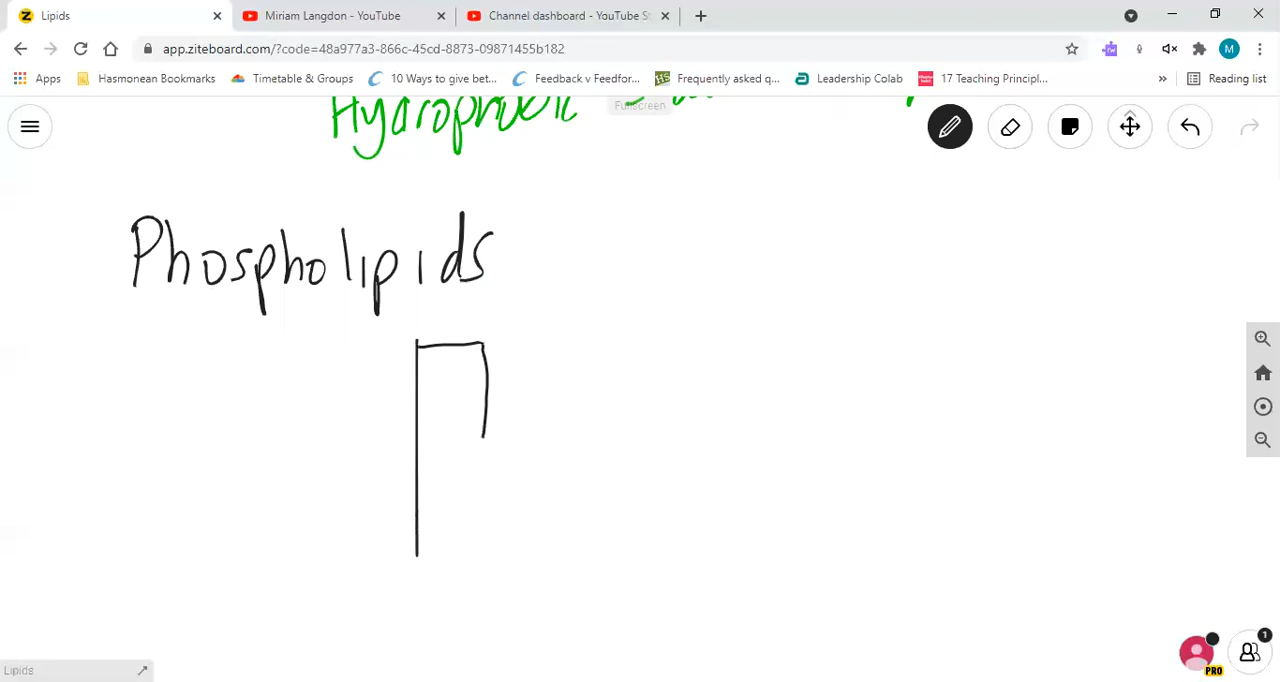 Lipids
Miriam Langdon - YouTube
Channel dashboard - YouTube St
app.ziteboard.com/?code=48a977a3-866c-45cd-8873-09871455b182
M
Apps
Hasmonean Bookmarks
Timetable & Groups
10 Ways to give bet...
Feedback v Feedfor...
Frequently asked q...
Leadership Colab
17 Teaching Principl...
»
Reading list
Hydrophobic
Fullscreen
Phospholipids
Lipids
PRO
1